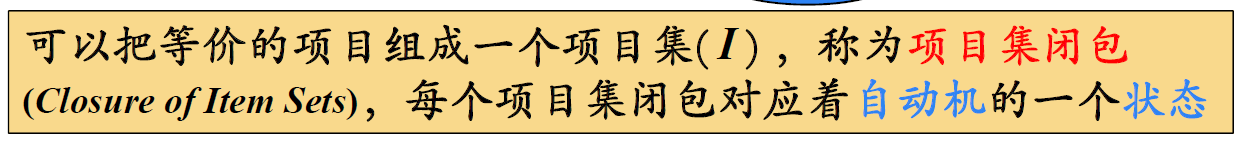 可以把等价的项目组成一个项目集(I)，称为项目集闭包
(Closure of Item Sets)，每个项目集闭包对应着自动机的一个状态